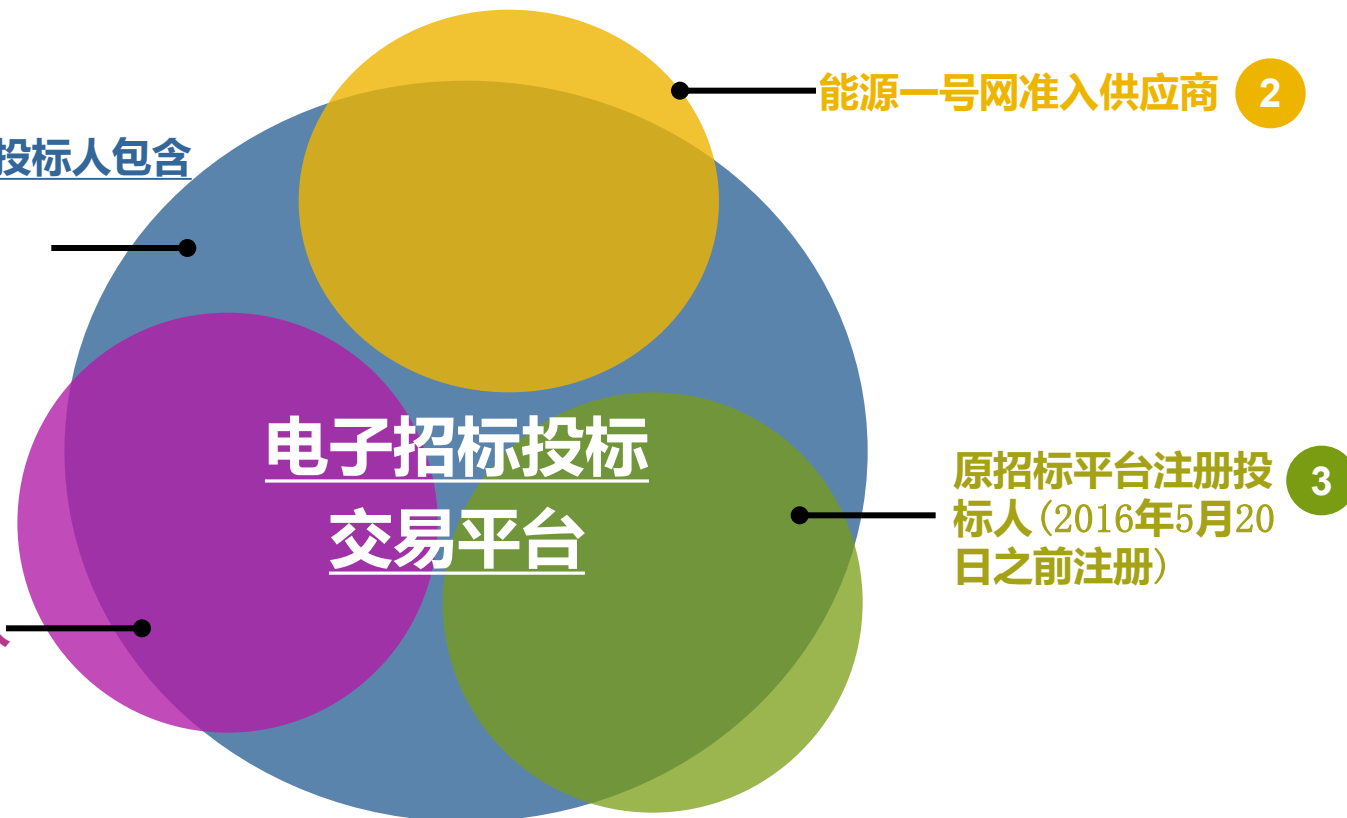 能源一号网准入供应商 2
投标人包含
电子招标投标
交易平台
原招标平台注册投 3
标人(2016年5月20
日之前注册)